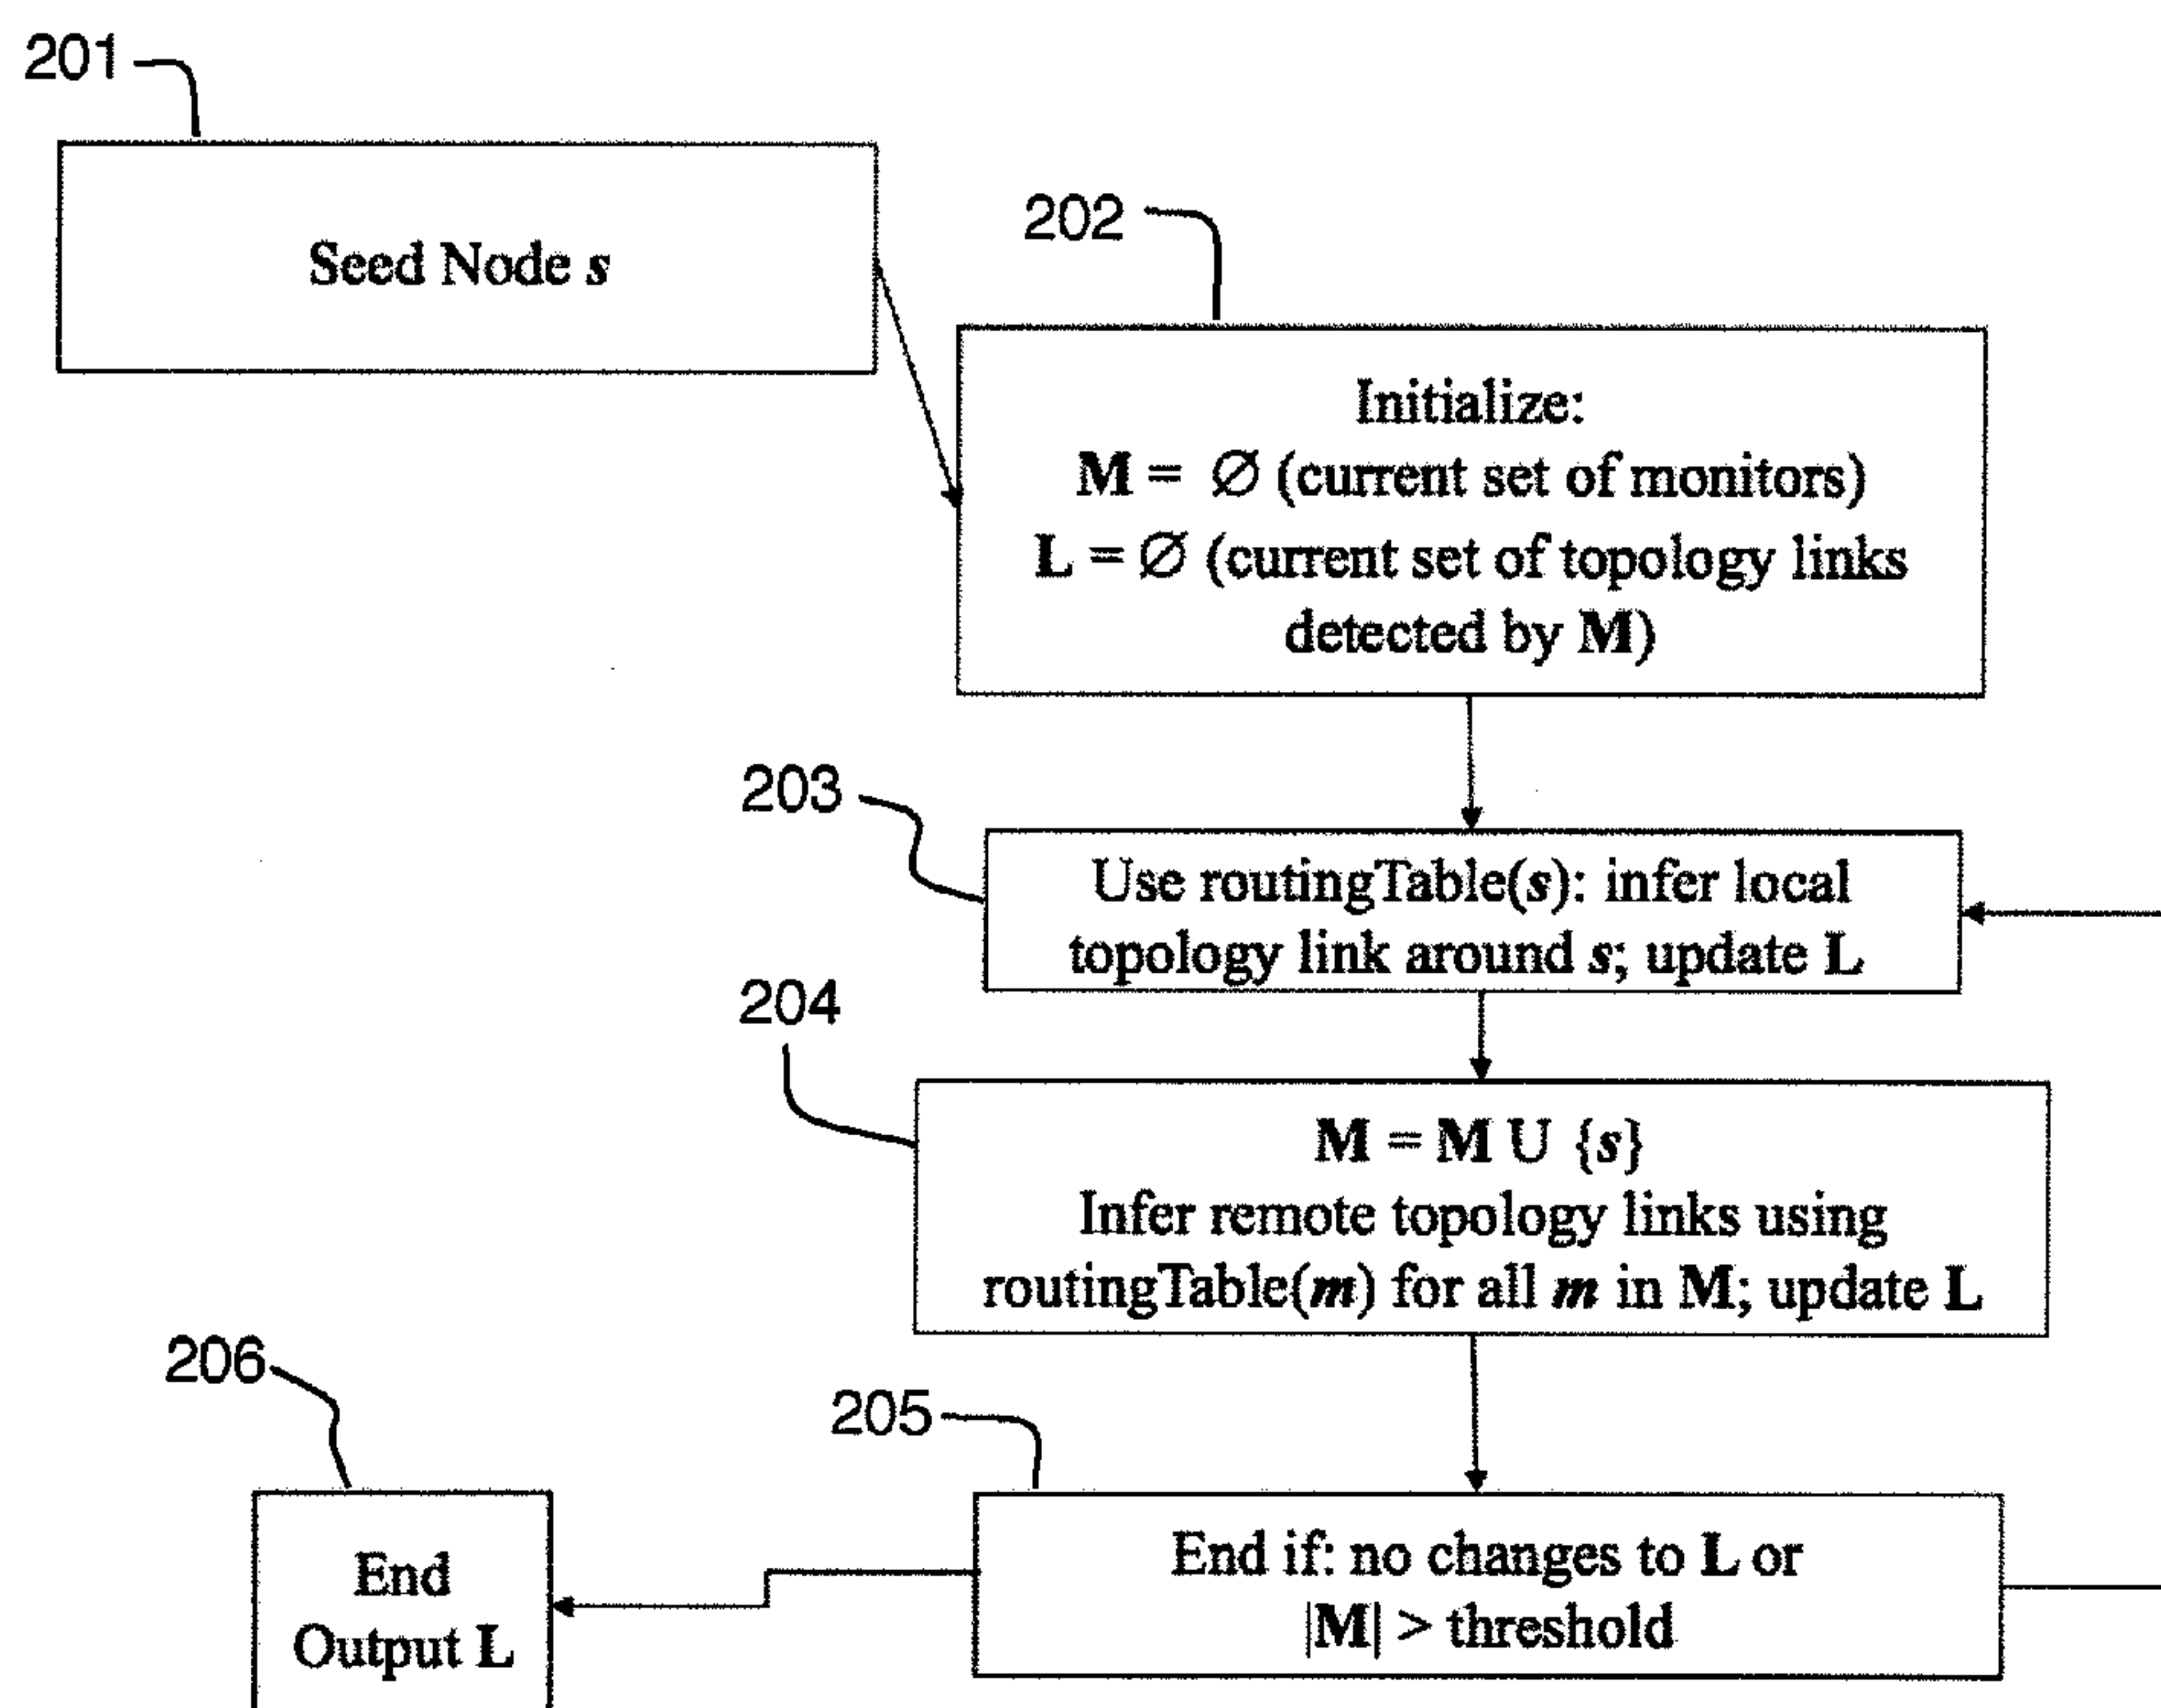 201
Seed Node s
202
Initialize:
M = ∅ (current set of monitors)
L = ∅ (current set of topology links
detected by M)
203
Use routingTable(s): infer local
topology link around s; update L
204
M = M U {s}
Infer remote topology links using
routingTable(m) for all m in M; update L
206
205
End
Output L
End if: no changes to L or
|M| > threshold